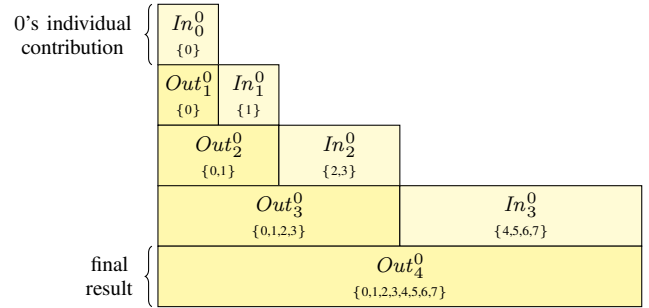 0's individual contribution
In_0^0
{0}
Out_1^0 In_1^0
{0} {1}
Out_2^0 In_2^0
{0,1} {2,3}
Out_3^0 In_3^0
{0,1,2,3} {4,5,6,7}
final result
Out_4^0
{0,1,2,3,4,5,6,7}